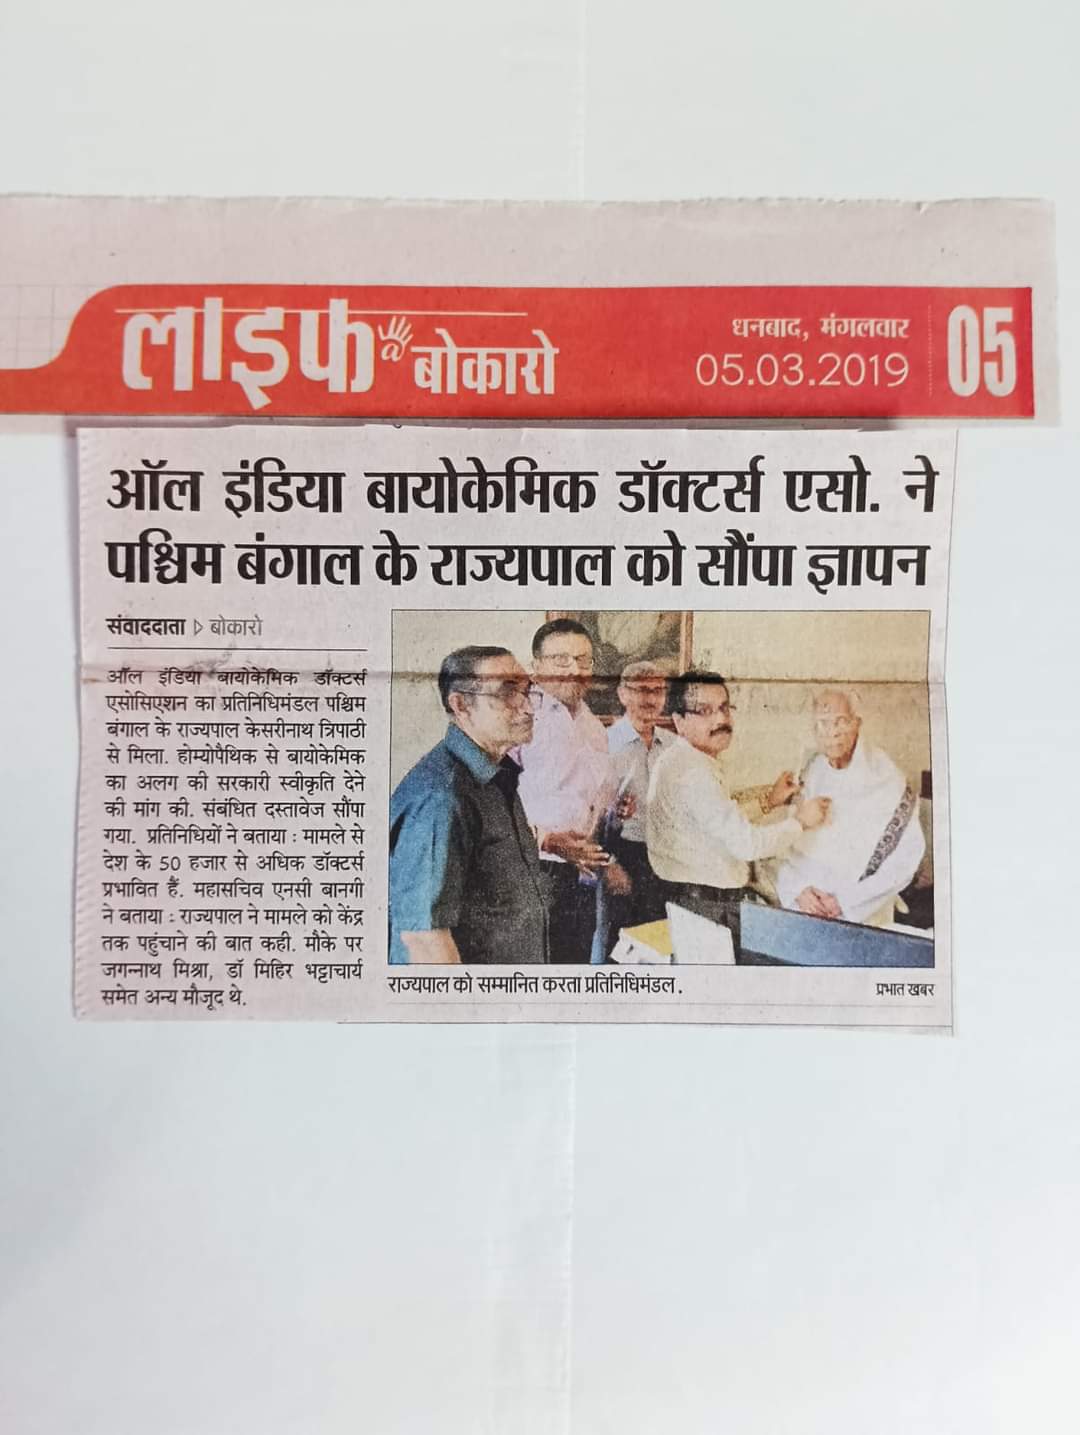 लाइफ @ बोकारो
धनबाद, मंगलवार
05.03.2019
05
ऑल इंडिया बायोकेमिक डॉक्टर्स एसो. ने
पश्चिम बंगाल के राज्यपाल को सौंपा ज्ञापन
संवाददाता ▷ बोकारो
ऑल इंडिया बायोकेमिक डॉक्टर्स
एसोसिएशन का प्रतिनिधिमंडल पश्चिम
बंगाल के राज्यपाल केसरीनाथ त्रिपाठी
से मिला. होम्योपैथिक से बायोकेमिक
का अलग की सरकारी स्वीकृति देने
की मांग की. संबंधित दस्तावेज सौंपा
गया. प्रतिनिधियों ने बताया : मामले से
देश के 50 हजार से अधिक डॉक्टर्स
प्रभावित हैं. महासचिव एनसी बानगी
ने बताया : राज्यपाल ने मामले को केंद्र
तक पहुंचाने की बात कही. मौके पर
जगन्नाथ मिश्रा, डॉ मिहिर भट्टाचार्य
समेत अन्य मौजूद थे.
राज्यपाल को सम्मानित करता प्रतिनिधिमंडल.
प्रभात खबर